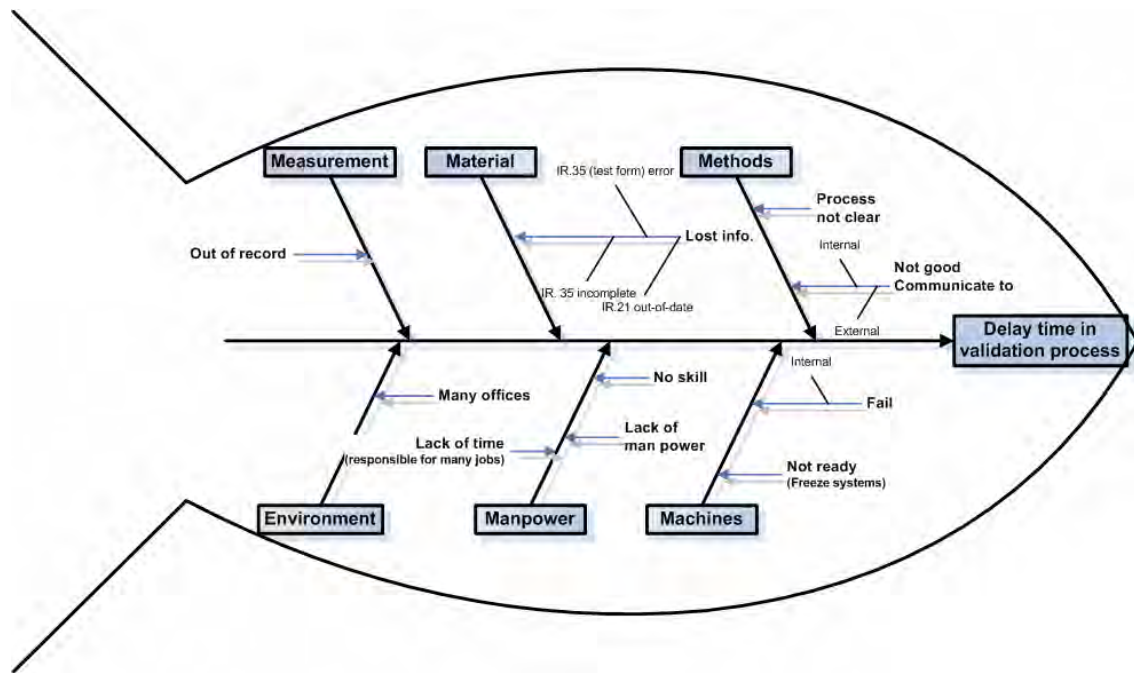 Measurement
Material
Methods
IR.35 (test form) error
Process
not clear
Out of record
Lost info.
Internal
Not good
Communicate to
IR. 35 incomplete
IR.21 out-of-date
External
Delay time in
validation process
Internal
No skill
Many offices
Fail
Lack of time
(responsible for many jobs)
Lack of
man power
Not ready
(Freeze systems)
Environment
Manpower
Machines